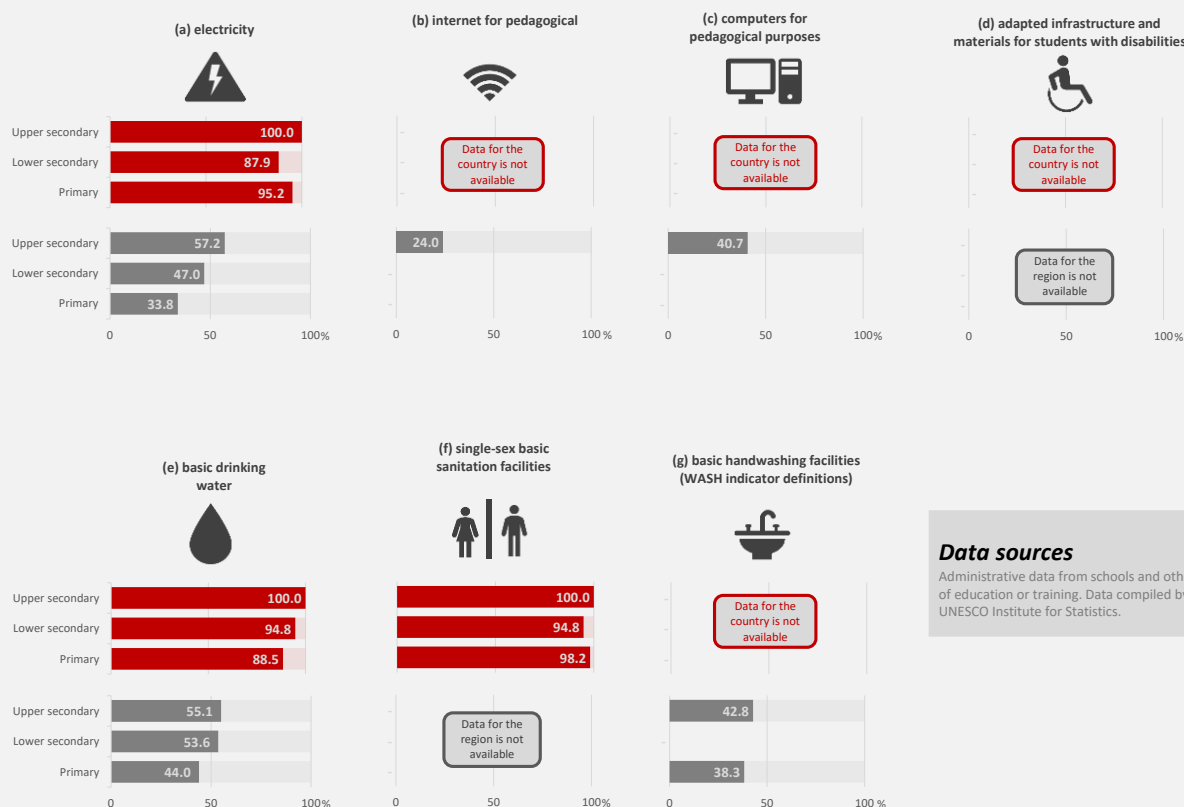 (a) electricity
(b) internet for pedagogical
(c) computers for
pedagogical purposes
(d) adapted infrastructure and
materials for students with disabilities
Upper secondary
100.0
Lower secondary
87.9
Primary
95.2
Data for the
country is not
available
Data for the
country is not
available
Data for the
country is not
available
Upper secondary
57.2
Lower secondary
47.0
Primary
33.8
24.0
40.7
Data for the
region is not
available
0 50 100%
0 50 100%
0 50 100%
0 50 100%
(e) basic drinking
water
(f) single-sex basic
sanitation facilities
(g) basic handwashing facilities
(WASH indicator definitions)
Upper secondary
100.0
Lower secondary
94.8
Primary
88.5
100.0
94.8
98.2
Data for the
country is not
available
Upper secondary
55.1
Lower secondary
53.6
Primary
44.0
Data for the
region is not
available
42.8
38.3
0 50 100%
0 50 100%
0 50 100 %
Data sources
Administrative data from schools and oth
of education or training. Data compiled by
UNESCO Institute for Statistics.